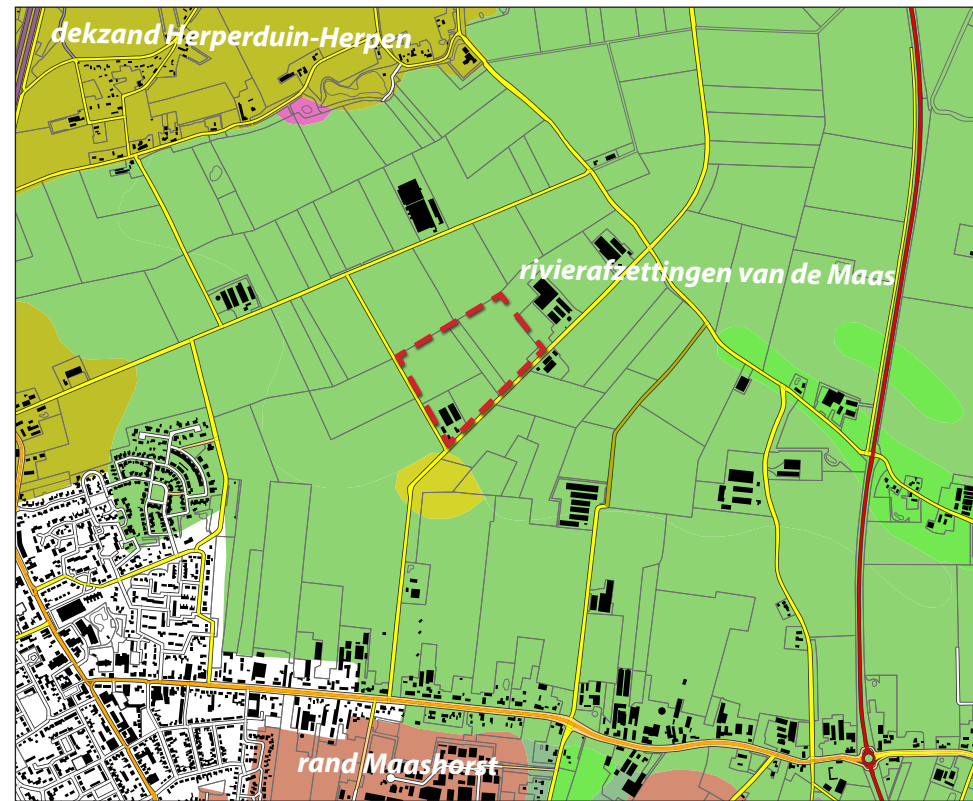 dekzand Herperduin-Herpen
rivierafzettingen van de Maas
rand Maashorst